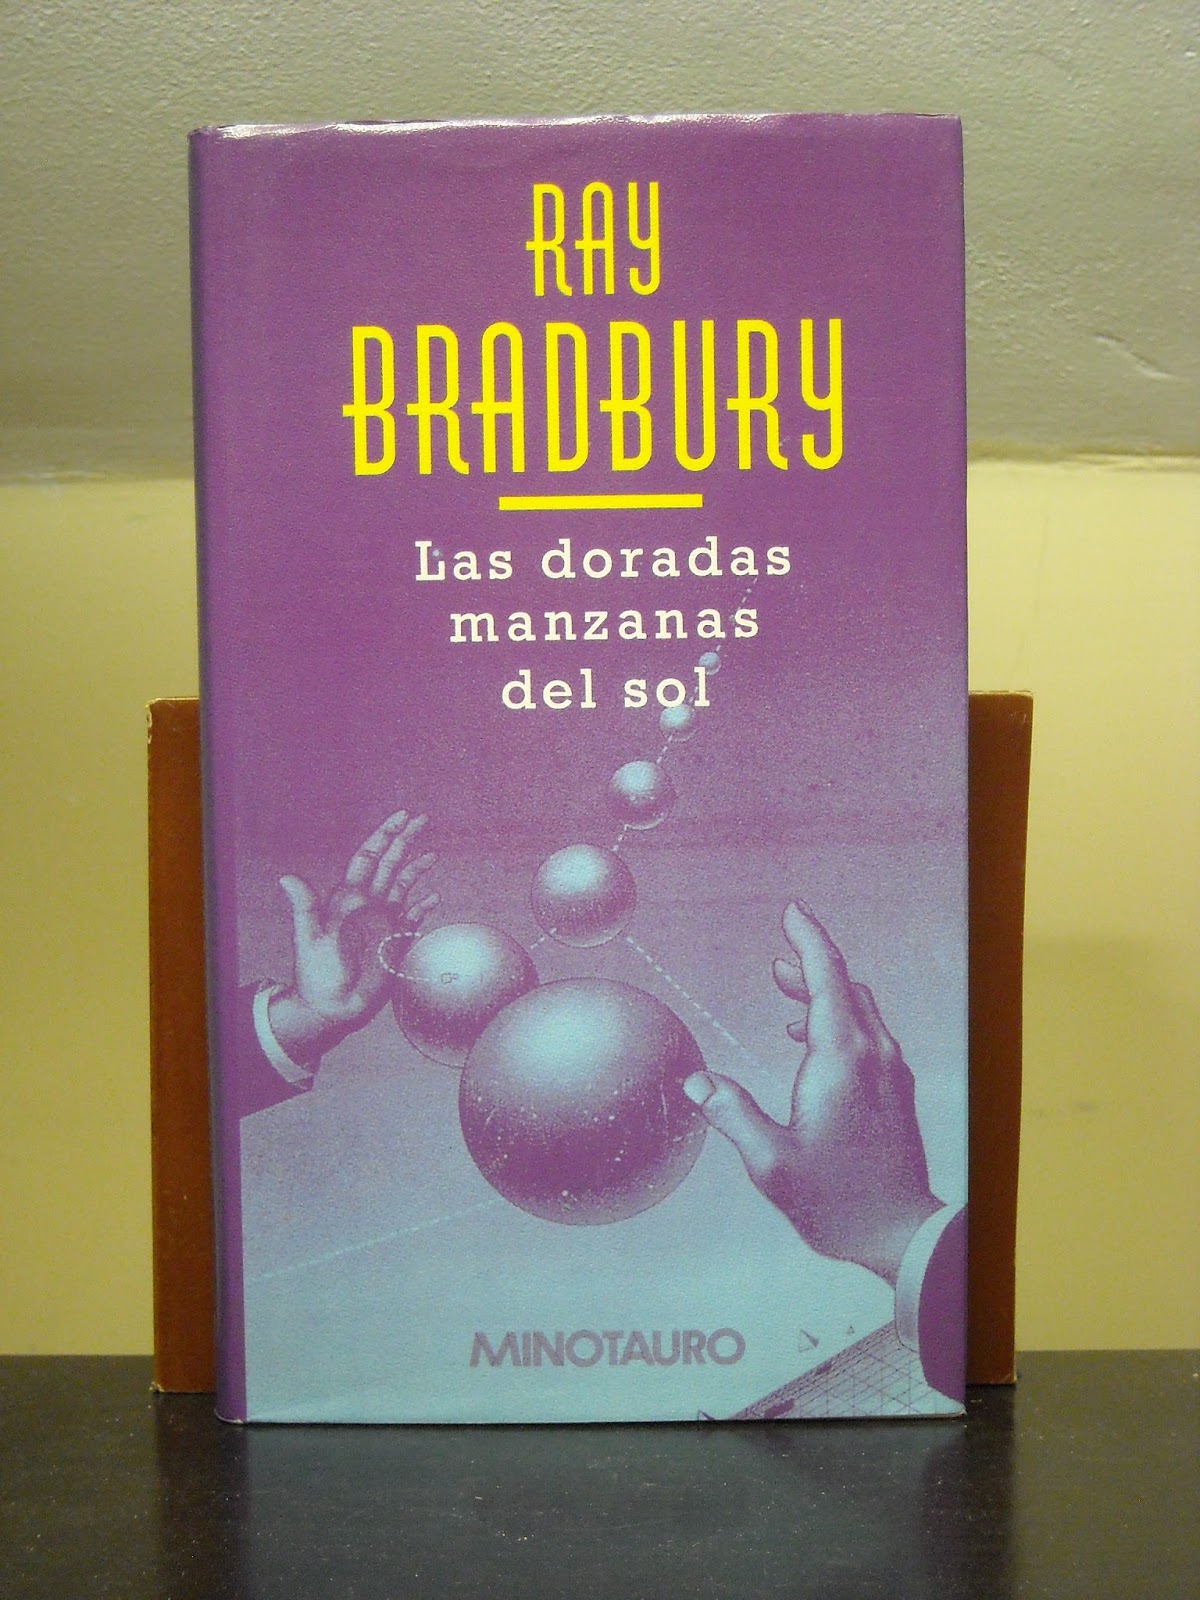 RAY
BRADBURY
Las doradas
manzanas
del sol
MINOTAURO